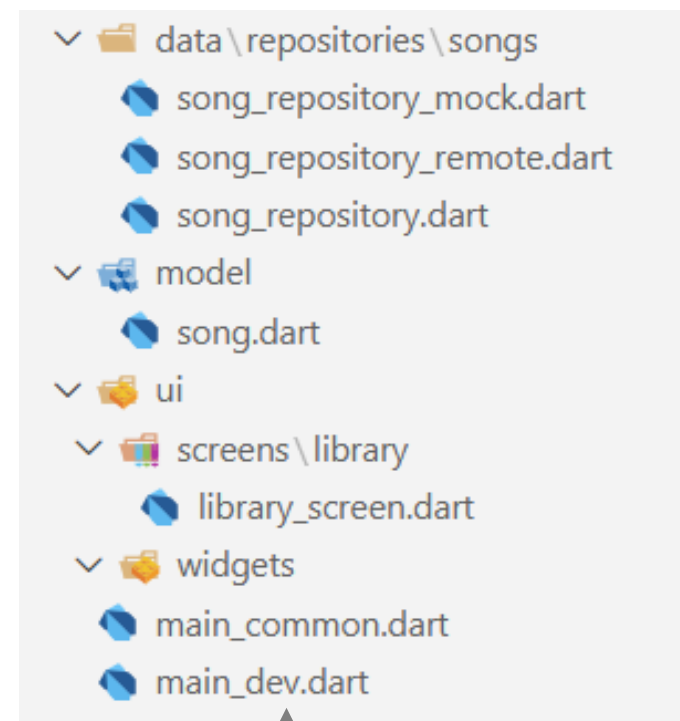 data\repositories\songs
song_repository_mock.dart
song_repository_remote.dart
song_repository.dart
model
song.dart
ui
screens\library
library_screen.dart
widgets
main_common.dart
main_dev.dart